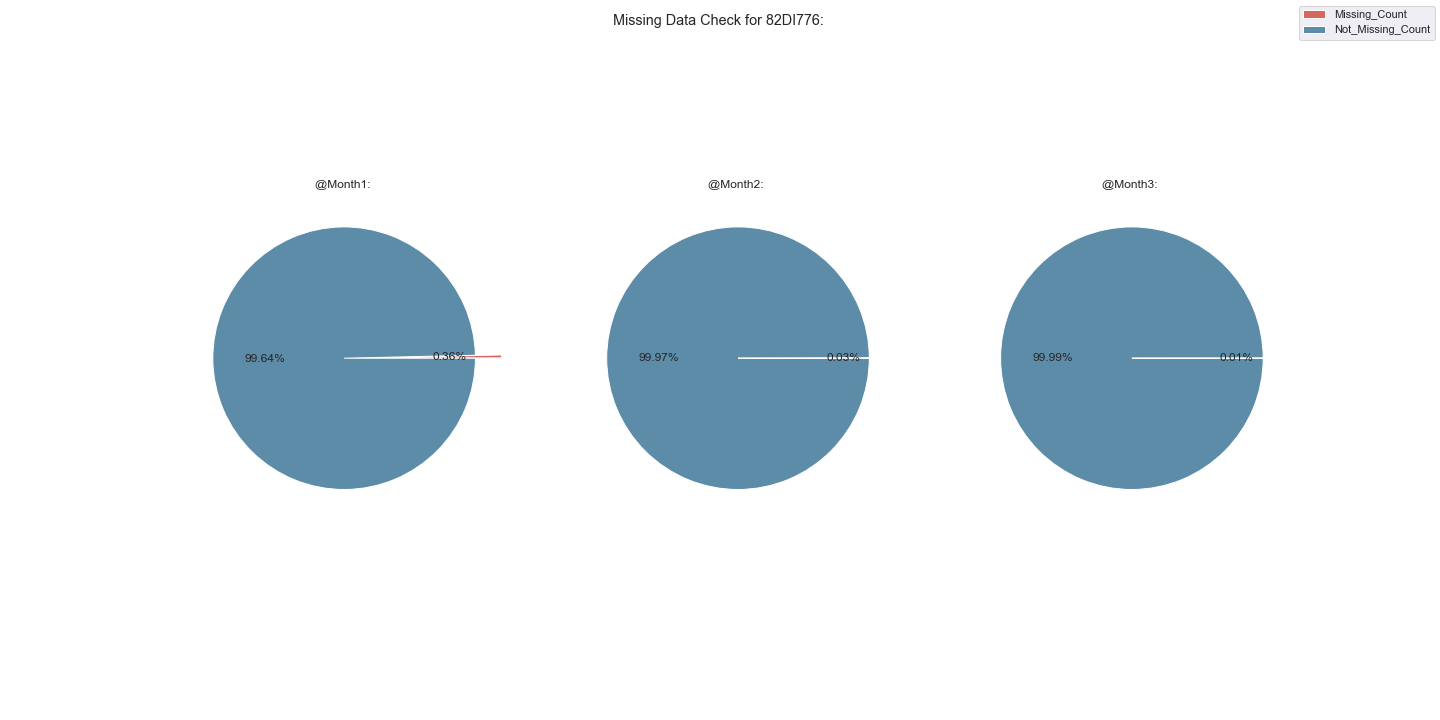 Missing Data Check for 82DI776:
Missing_Count
Not_Missing_Count
@Month1:
@Month2:
@Month3:
99.64%
0.36%
99.97%
0.03%
99.99%
0.01%